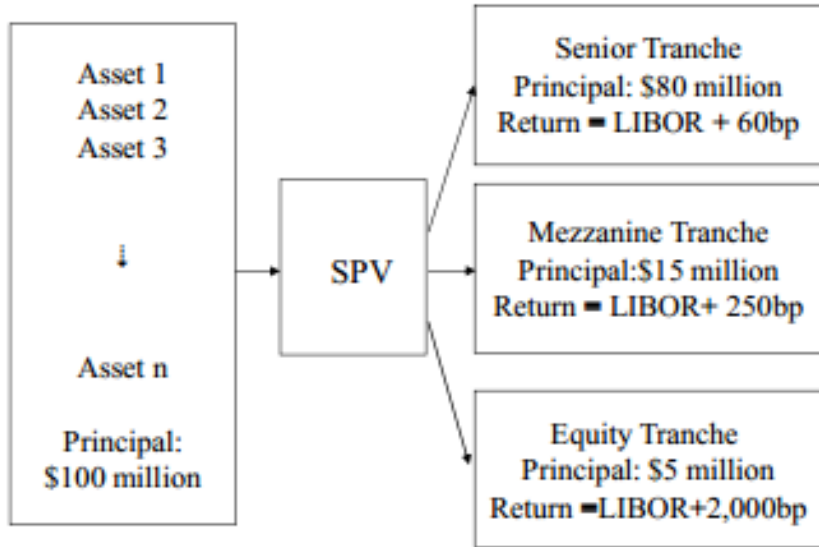 Asset 1
Asset 2
Asset 3
Asset n
Principal:
$100 million
SPV
Senior Tranche
Principal: $80 million
Return = LIBOR + 60bp
Mezzanine Tranche
Principal:$15 million
Return = LIBOR+ 250bp
Equity Tranche
Principal: $5 million
Return =LIBOR+2,000bp